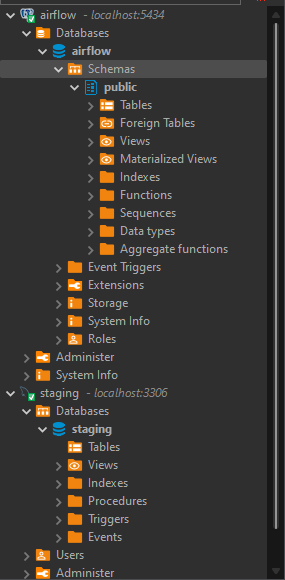 airflow - localhost:5434
Databases
airflow
Schemas
public
Tables
Foreign Tables
Views
Materialized Views
Indexes
Functions
Sequences
Data types
Aggregate functions
Event Triggers
Extensions
Storage
System Info
Roles
Administer
System Info
staging - localhost:3306
Databases
staging
Tables
Views
Indexes
Procedures
Triggers
Events
Users
Administer